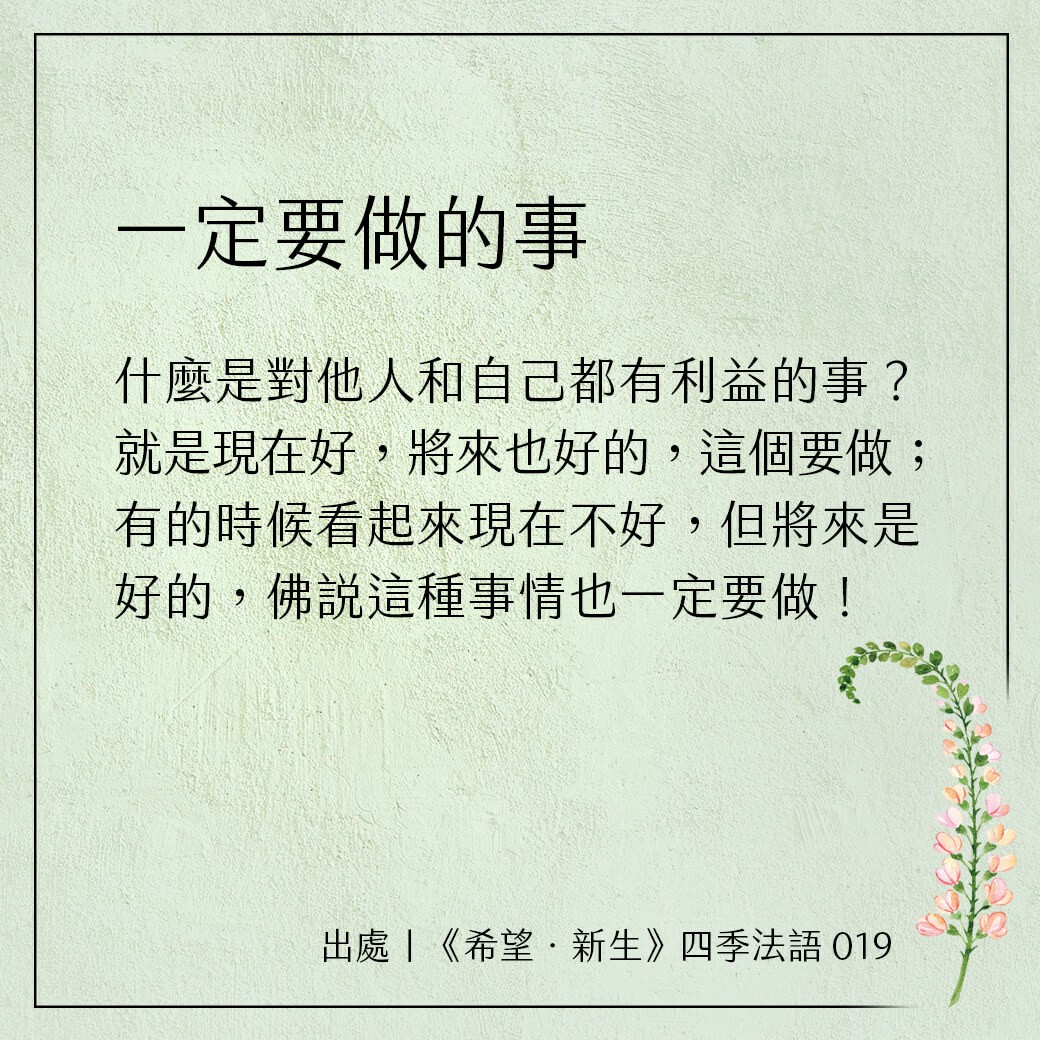 一定要做的事
什麼是對他人和自己都有利益的事？
就是現在好，將來也好的，這個要做；
有的時候看起來現在不好，但將來是
好的，佛説這種事情也一定要做！
出處｜《希望．新生》四季法語 019